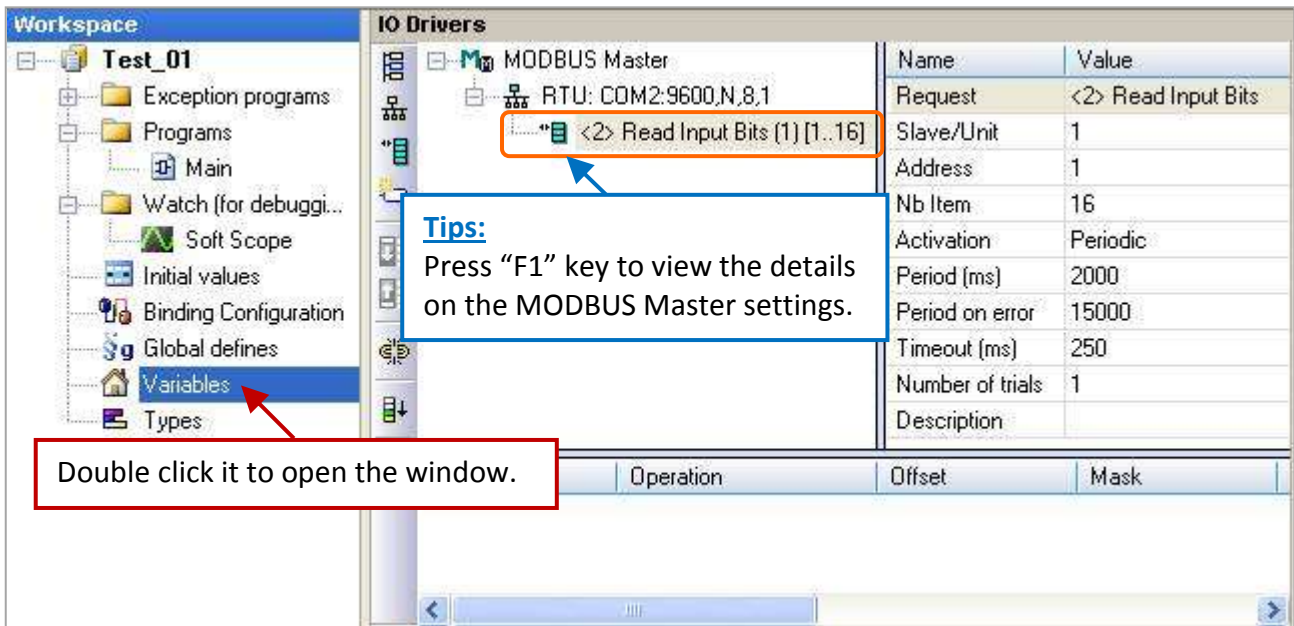 Workspace
Test_01
Exception programs
Programs
Main
Watch (for debuggi...
Soft Scope
Initial values
Binding Configuration
Global defines
Variables
Types
Double click it to open the window.
IO Drivers
MODBUS Master
RTU: COM2:9600,N,8,1
<2> Read Input Bits (1) [1..16]
Tips:
Press “F1” key to view the details
on the MODBUS Master settings.
Name Value
Request <2> Read Input Bits
Slave/Unit 1
Address 1
Nb Item 16
Activation Periodic
Period (ms) 2000
Period on error 15000
Timeout (ms) 250
Number of trials 1
Description
Operation Offset Mask